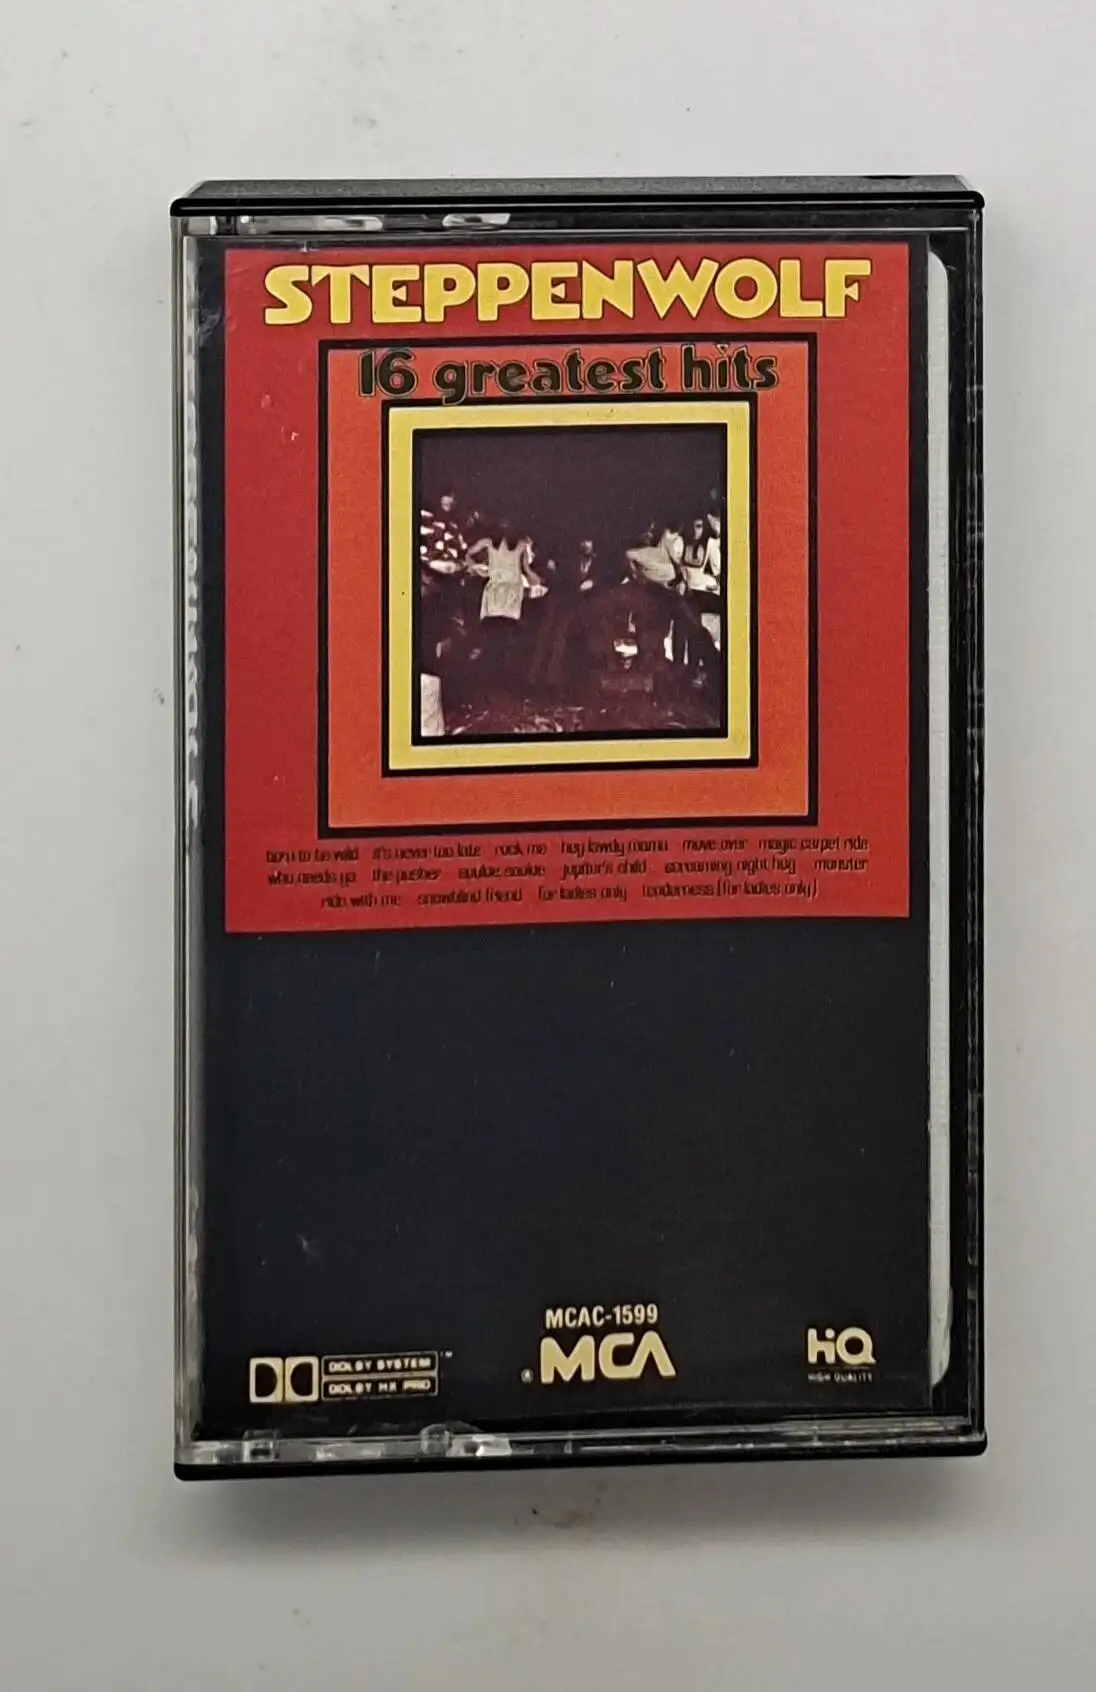 STEPPENWOLF
16 greatest hits
born to be wild it's never too late rock me hey lawdy mama move over magic carpet ride
who needs ya the pusher sookie sookie jupiter's child screaming night hog monster
ride with me snowblind friend for ladies only tenderness (for ladies only)
MCAC-1599
MCA
®
DOLBY SYSTEM
™
DOLBY HX PRO
HiQ
HIGH QUALITY